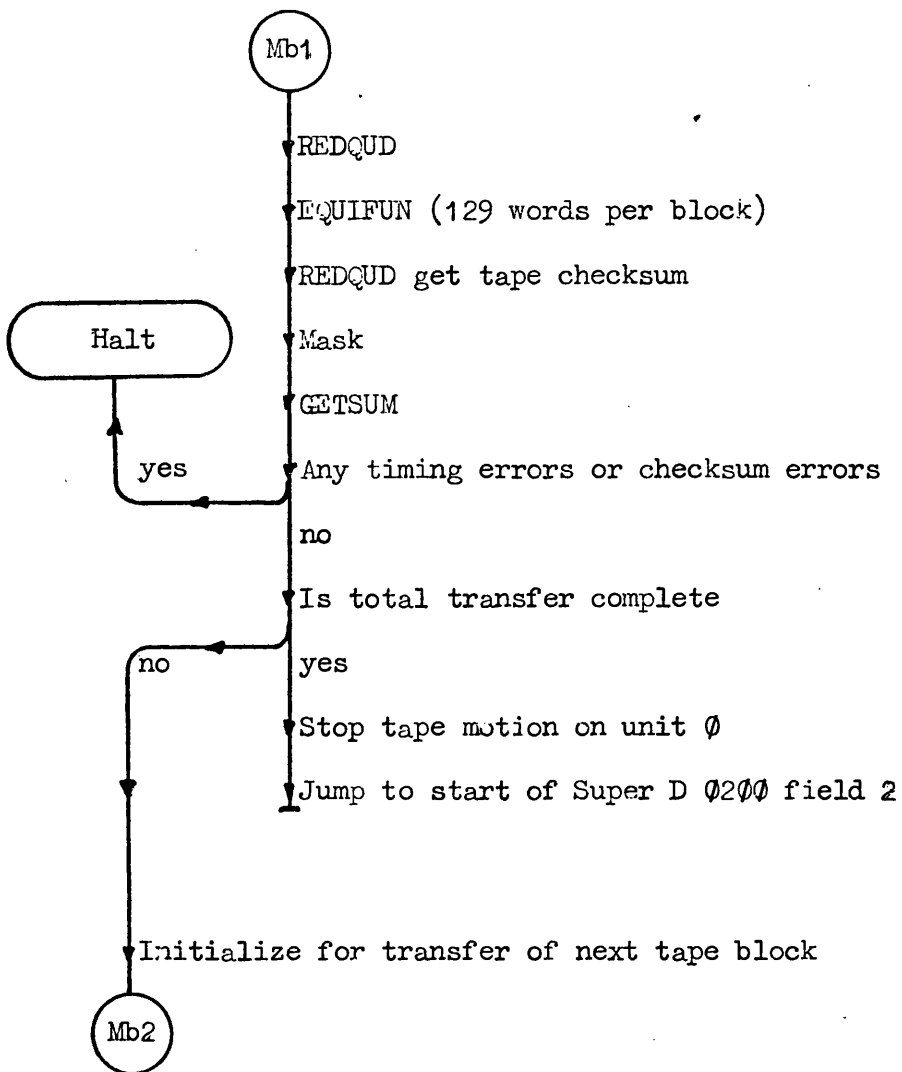 Mb1
REDQUD
EQUIFUN (129 words per block)
REDQUD get tape checksum
Halt
Mask
GETSUM
yes
Any timing errors or checksum errors
no
Is total transfer complete
no
yes
Stop tape motion on unit Ø
Jump to start of Super D Ø2ØØ field 2
Initialize for transfer of next tape block
Mb2